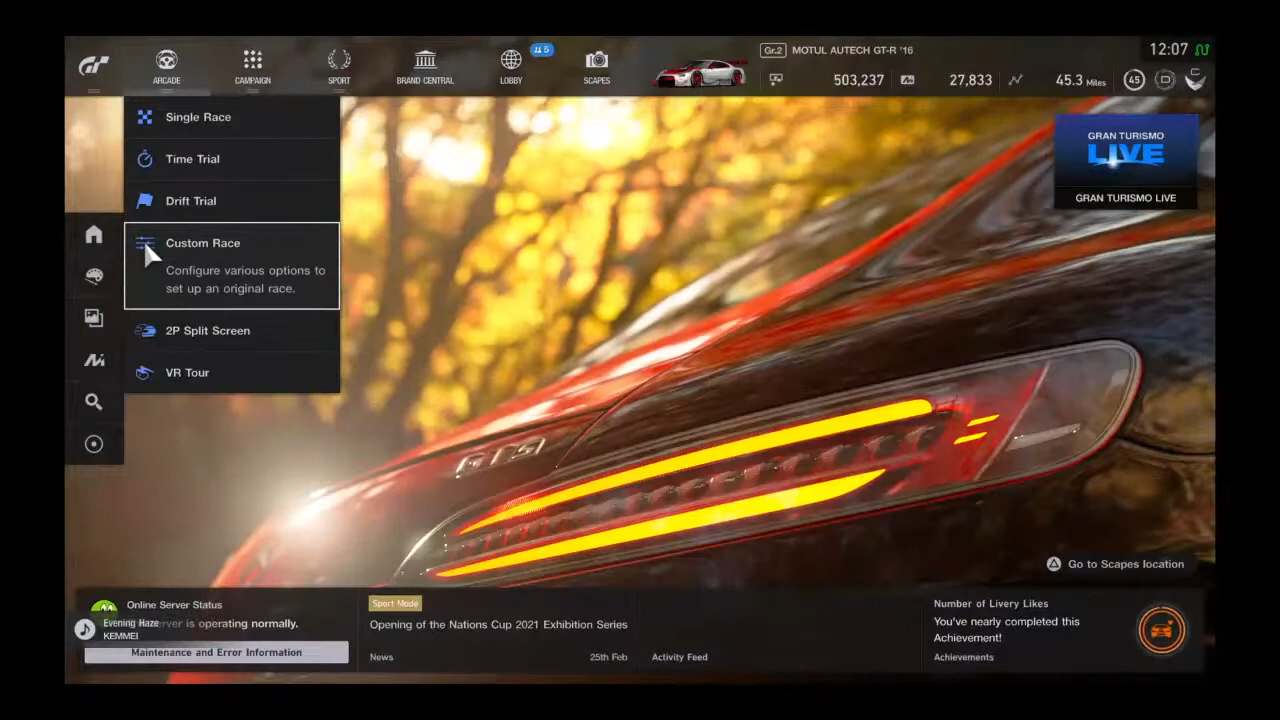 Gr.2 MOTUL AUTECH GT-R '16
12:07
ARCADE
CAMPAIGN
SPORT
BRAND CENTRAL
LOBBY
5
SCAPES
503,237
27,833
45.3 Miles
45
Single Race
Time Trial
Drift Trial
Custom Race
Configure various options to
set up an original race.
2P Split Screen
VR Tour
GRAN TURISMO
LIVE
GRAN TURISMO LIVE
Go to Scapes location
Online Server Status
is operating normally.
Evening Haze
KEMMEI
Maintenance and Error Information
Sport Mode
Opening of the Nations Cup 2021 Exhibition Series
News
25th Feb
Activity Feed
Number of Livery Likes
You've nearly completed this
Achievement!
Achievements